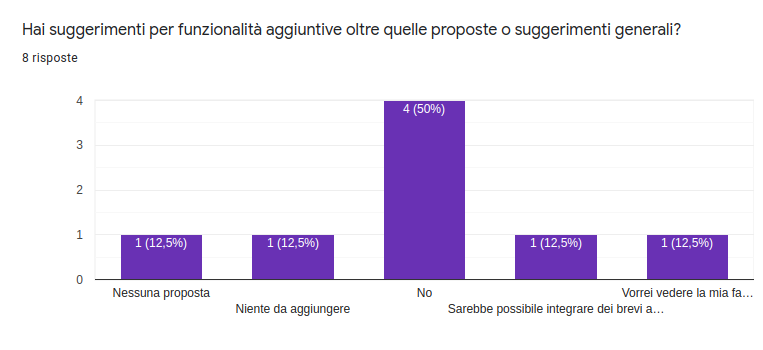 Hai suggerimenti per funzionalità aggiuntive oltre quelle proposte o suggerimenti generali?
8 risposte
4
3
2
1
0
1 (12,5%)
1 (12,5%)
4 (50%)
1 (12,5%)
1 (12,5%)
Nessuna proposta
Niente da aggiungere
No
Sarebbe possibile integrare dei brevi a…
Vorrei vedere la mia fa…